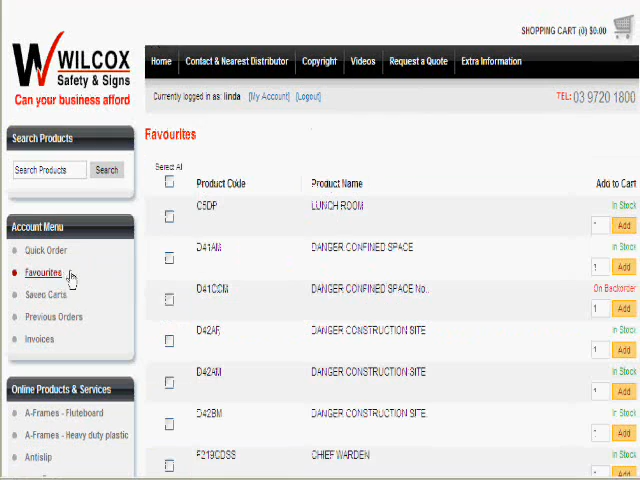 SHOPPING CART (0) $0.00
WILCOX
Safety & Signs
Can your business afford
Home
Contact & Nearest Distributor
Copyright
Videos
Request a Quote
Extra Information
Currently logged in as: linda [My Account] [Logout]
TEL: 03 9720 1800
Search Products
Search Products
Search
Account Menu
Quick Order
Favourites
Saved Carts
Previous Orders
Invoices
Online Products & Services
A-Frames - Fluteboard
A-Frames - Heavy duty plastic
Antislip
Favourites
Select All
Product Code Product Name Add to Cart
LUNCH ROOM In Stock
Add
D41AM DANGER CONFINED SPACE In Stock
1 Add
DANGER CONFINED SPACE No.. On Backorder
1 Add
DANGER CONSTRUCTION SITE In Stock
1 Add
D42AM DANGER CONSTRUCTION SITE In Stock
1 Add
D42BM DANGER CONSTRUCTION SITE. In Stock
Add
CHIEF WARDEN In Stock
Add